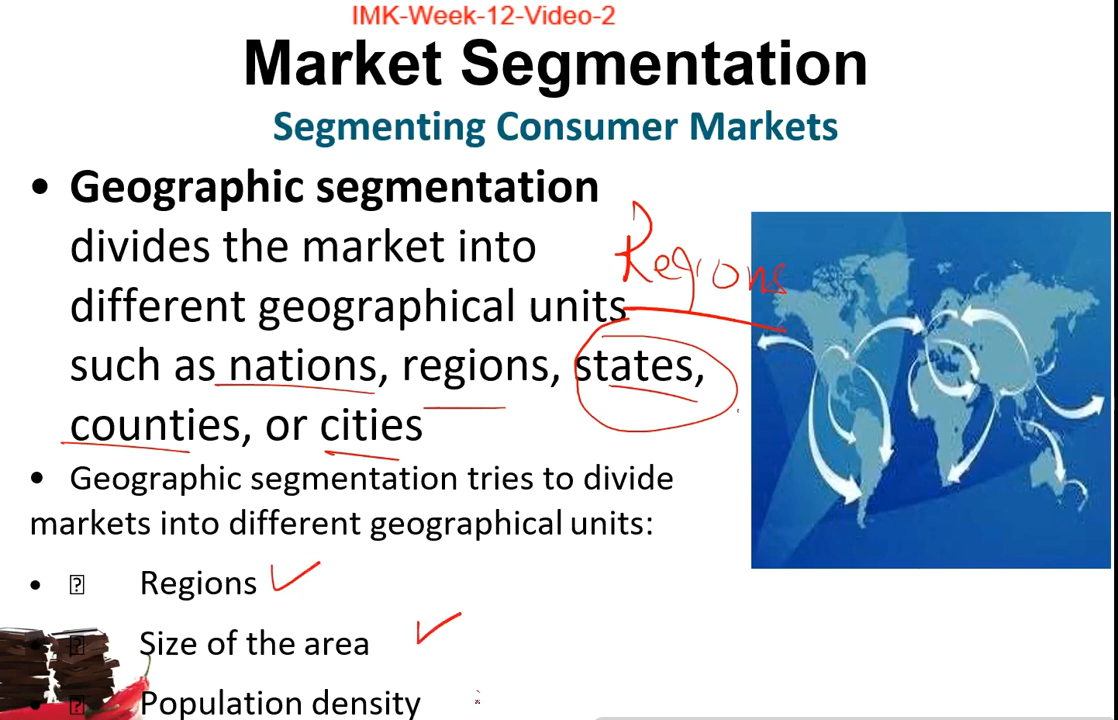 IMK-Week-12-Video-2
Market Segmentation
Segmenting Consumer Markets
• Geographic segmentation
divides the market into
different geographical units
such as nations, regions, states,
counties, or cities
Regions
• Geographic segmentation tries to divide
markets into different geographical units:
• Regions
• Size of the area
• Population density